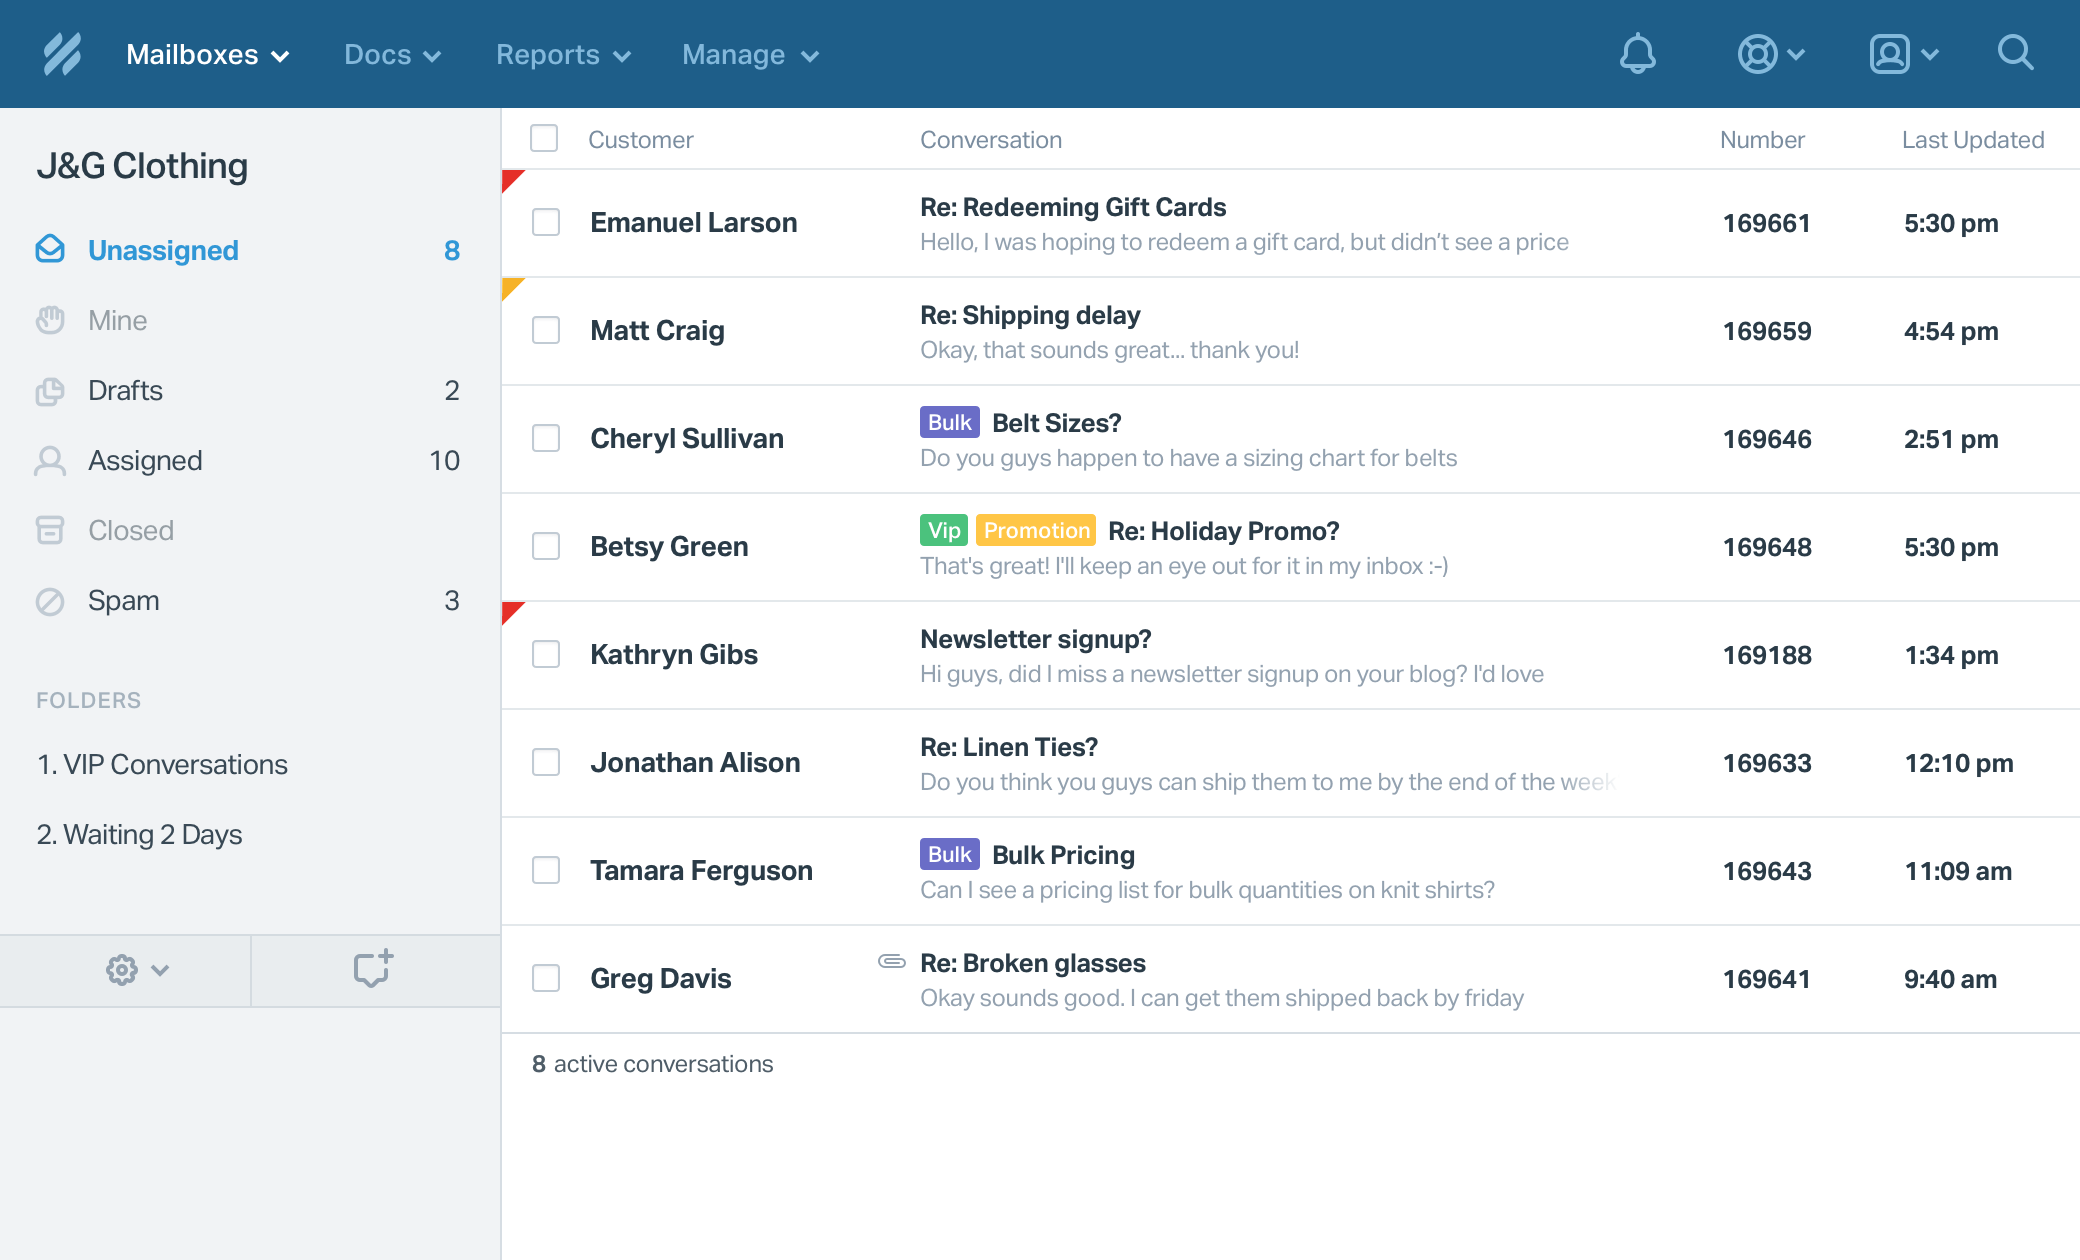 Mailboxes Docs Reports Manage
J&G Clothing
Unassigned 8
Mine
Drafts 2
Assigned 10
Closed
Spam 3
FOLDERS
1. VIP Conversations
2. Waiting 2 Days
Customer Conversation Number Last Updated
Emanuel Larson Re: Redeeming Gift Cards 169661 5:30 pm
Hello, I was hoping to redeem a gift card, but didn’t see a price
Matt Craig Re: Shipping delay 169659 4:54 pm
Okay, that sounds great... thank you!
Cheryl Sullivan Bulk Belt Sizes? 169646 2:51 pm
Do you guys happen to have a sizing chart for belts
Betsy Green Vip Promotion Re: Holiday Promo? 169648 5:30 pm
That's great! I'll keep an eye out for it in my inbox :-)
Kathryn Gibs Newsletter signup? 169188 1:34 pm
Hi guys, did I miss a newsletter signup on your blog? I'd love
Jonathan Alison Re: Linen Ties? 169633 12:10 pm
Do you think you guys can ship them to me by the end of the week
Tamara Ferguson Bulk Bulk Pricing 169643 11:09 am
Can I see a pricing list for bulk quantities on knit shirts?
Greg Davis Re: Broken glasses 169641 9:40 am
Okay sounds good. I can get them shipped back by friday
8 active conversations